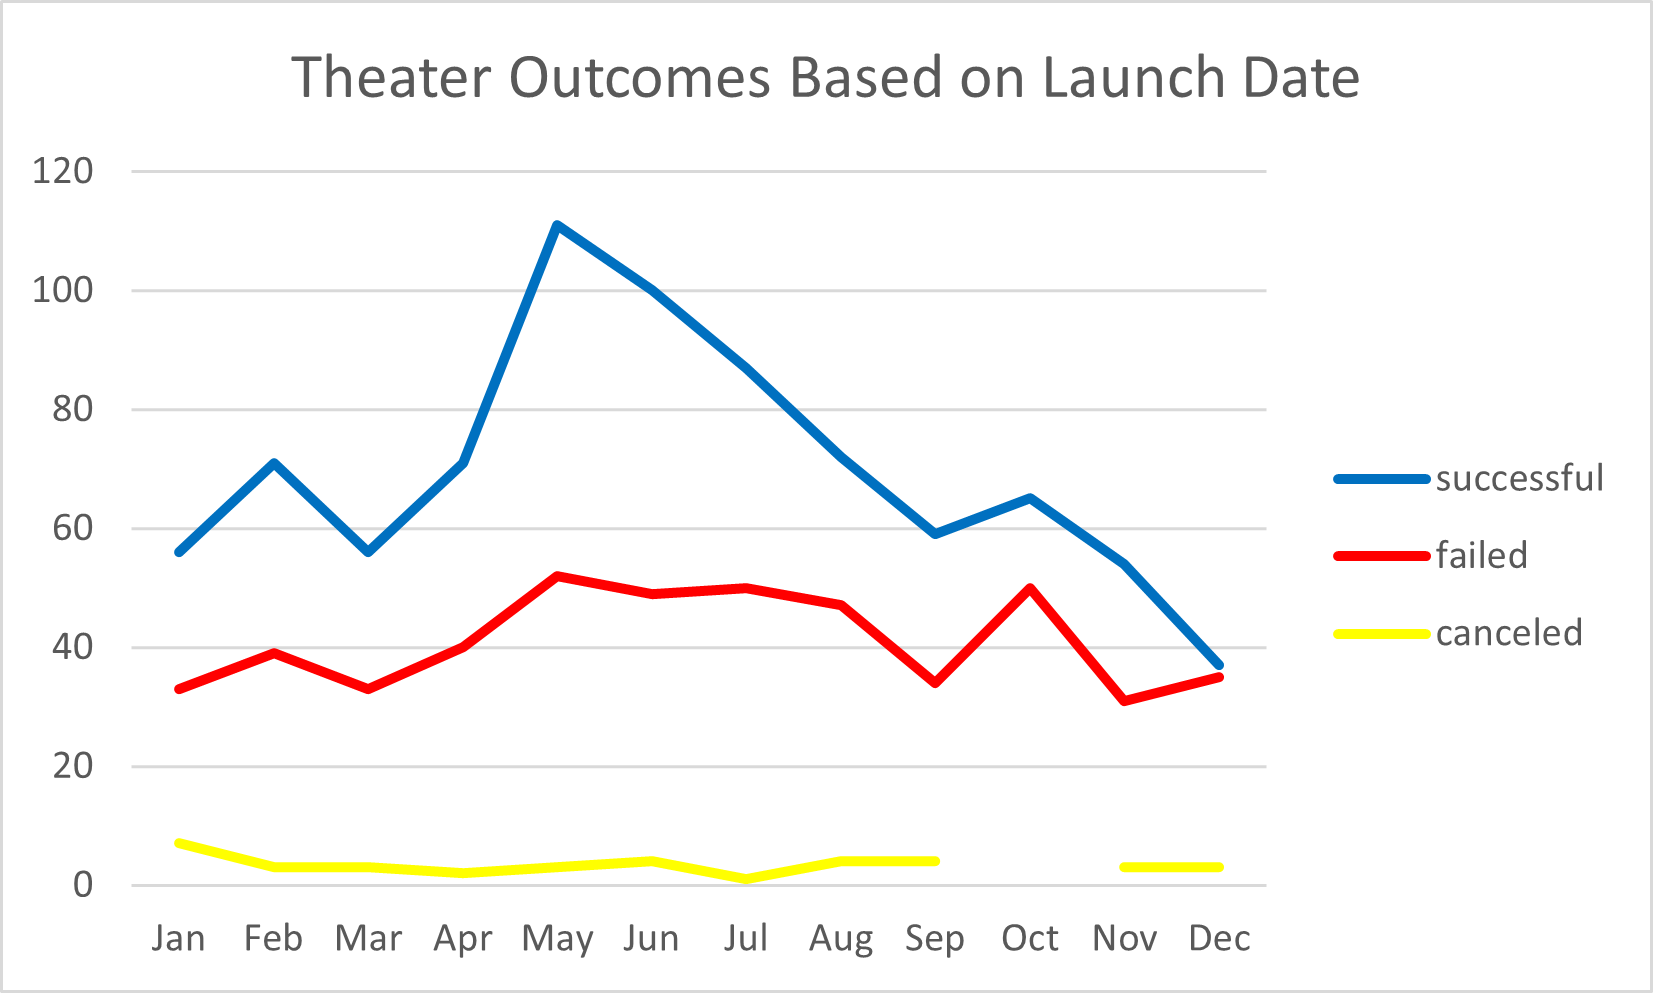 Theater Outcomes Based on Launch Date
120
100
80
60
40
20
0
Jan Feb Mar Apr May Jun Jul Aug Sep Oct Nov Dec
successful
failed
canceled